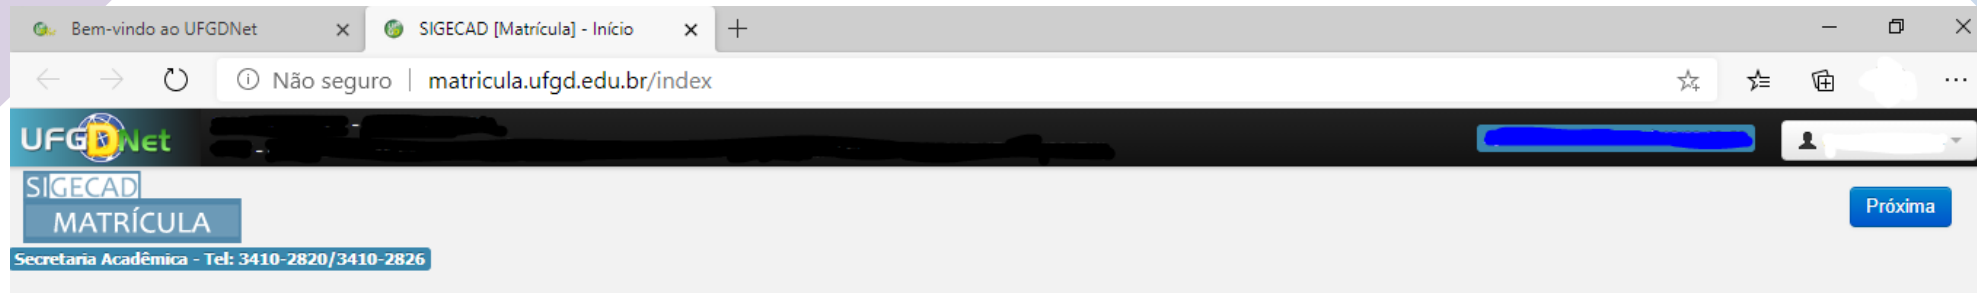 Bem-vindo ao UFGDNet
SIGECAD [Matrícula] - Início
Não seguro | matricula.ufgd.edu.br/index
UFGDNet
SIGECAD
MATRÍCULA
Próxima
Secretaria Acadêmica - Tel: 3410-2820/3410-2826